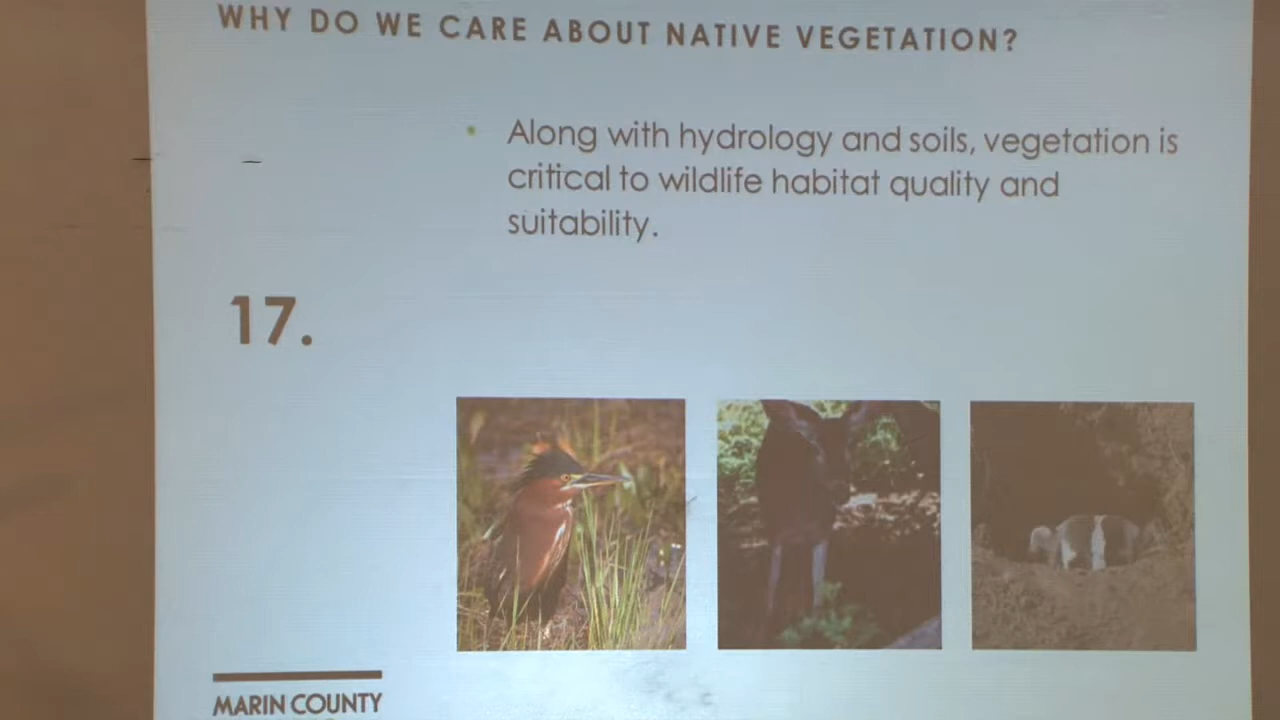 WHY DO WE CARE ABOUT NATIVE VEGETATION?
• Along with hydrology and soils, vegetation is
critical to wildlife habitat quality and
suitability.
17.
MARIN COUNTY